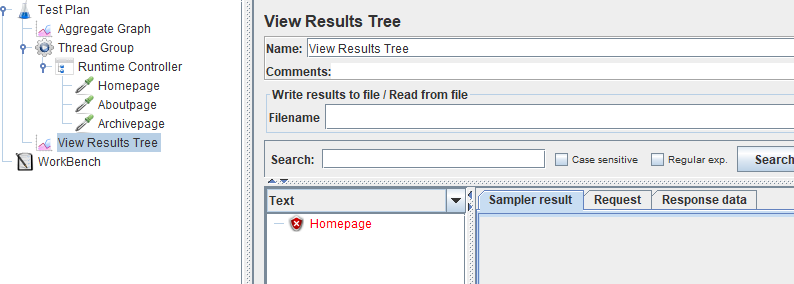 Test Plan
Aggregate Graph
Thread Group
Runtime Controller
Homepage
Aboutpage
Archivepage
View Results Tree
WorkBench
View Results Tree
Name: View Results Tree
Comments:
Write results to file / Read from file
Filename
Search: Case sensitive Regular exp. Search
Text Sampler result Request Response data
Homepage